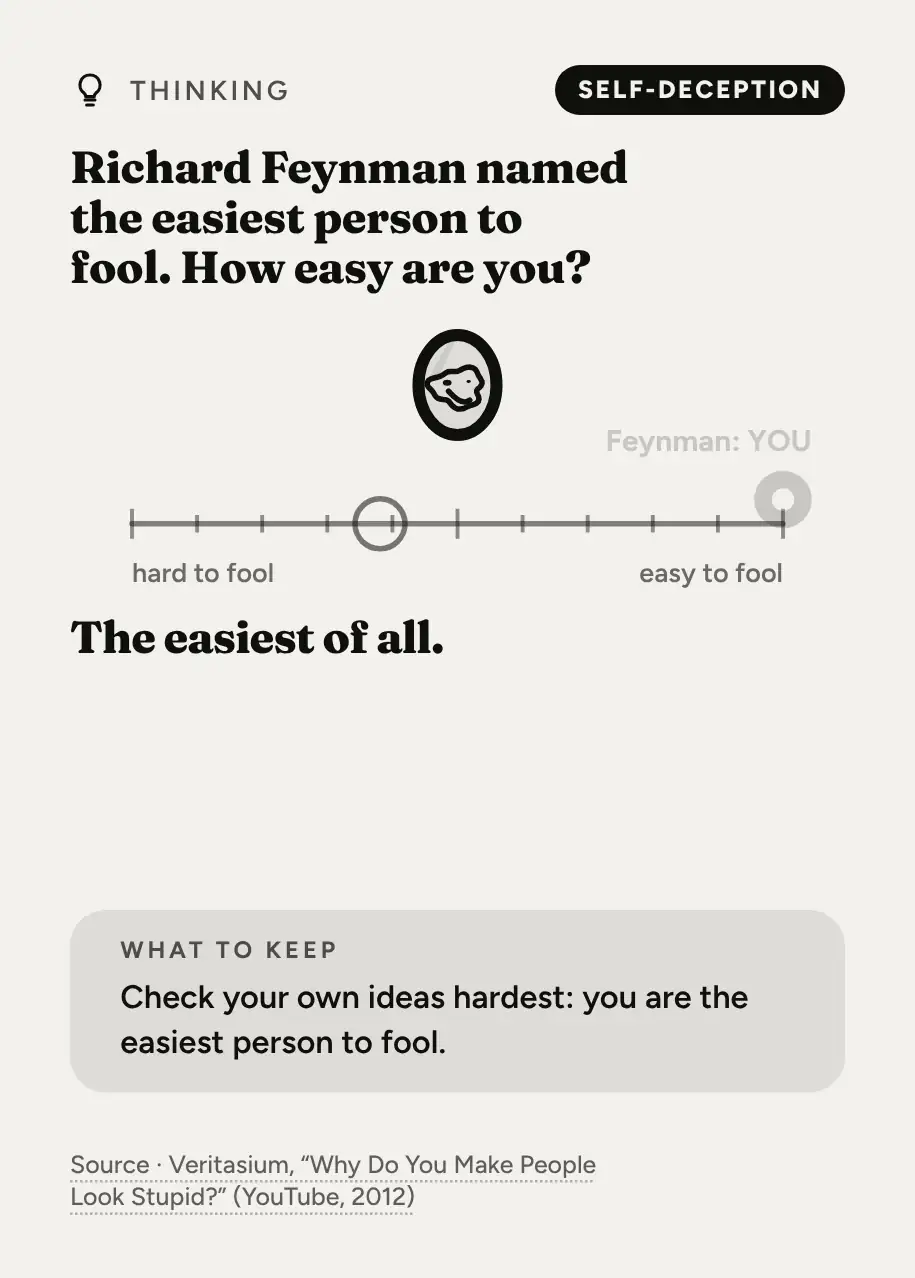 THINKING
SELF-DECEPTION
Richard Feynman named
the easiest person to
fool. How easy are you?
Feynman: YOU
hard to fool
easy to fool
The easiest of all.
WHAT TO KEEP
Check your own ideas hardest: you are the
easiest person to fool.
Source · Veritasium, “Why Do You Make People
Look Stupid?” (YouTube, 2012)